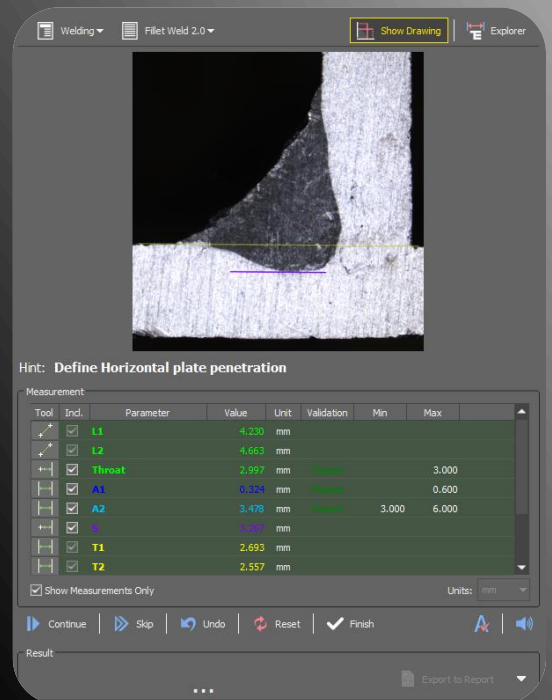 Welding Fillet Weld 2.0 Show Drawing Explorer
Hint: Define Horizontal plate penetration
Measurement
Tool Incl. Parameter Value Unit Validation Min Max
L1 4.230 mm
L2 4.663 mm
Throat 2.997 mm 3.000
A1 0.324 mm 0.600
A2 3.478 mm 3.000 6.000
mm
T1 2.693 mm
T2 2.557 mm
Show Measurements Only Units: mm
Continue Skip Undo Reset Finish
Result
Export to Report
...